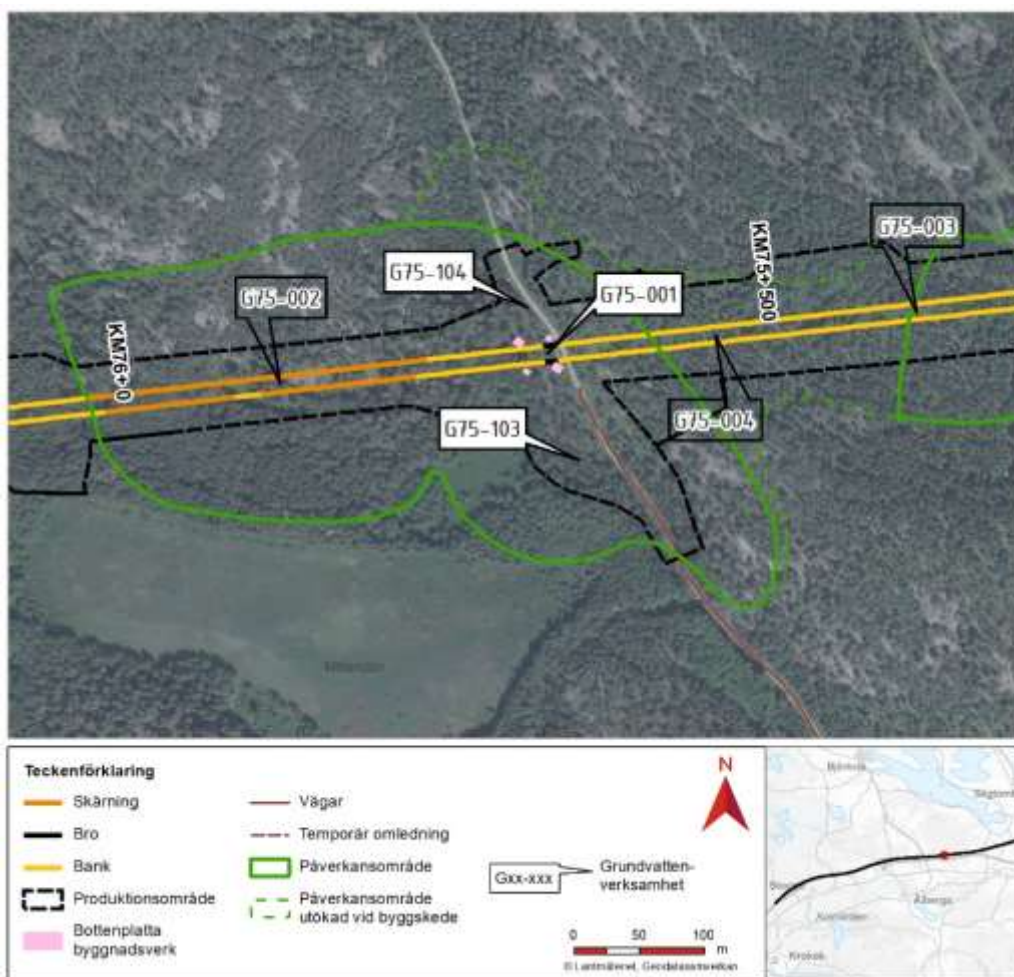 G75-003
KM75+500
G75-104
G75-001
G75-002
KM76+0
G75-004
G75-103
Teckenförklaring
Skärning
Bro
Bank
Produktionsområde
Bottenplatta
byggnadsverk
Vägar
Temporär omledning
Påverkansområde
Påverkansområde
utökad vid byggskede
Gxx-xxx
Grundvatten-
verksamhet
N
0 50 100
m
© Lantmäteriet, Geodatasamverkan
Ålberga
Krokek